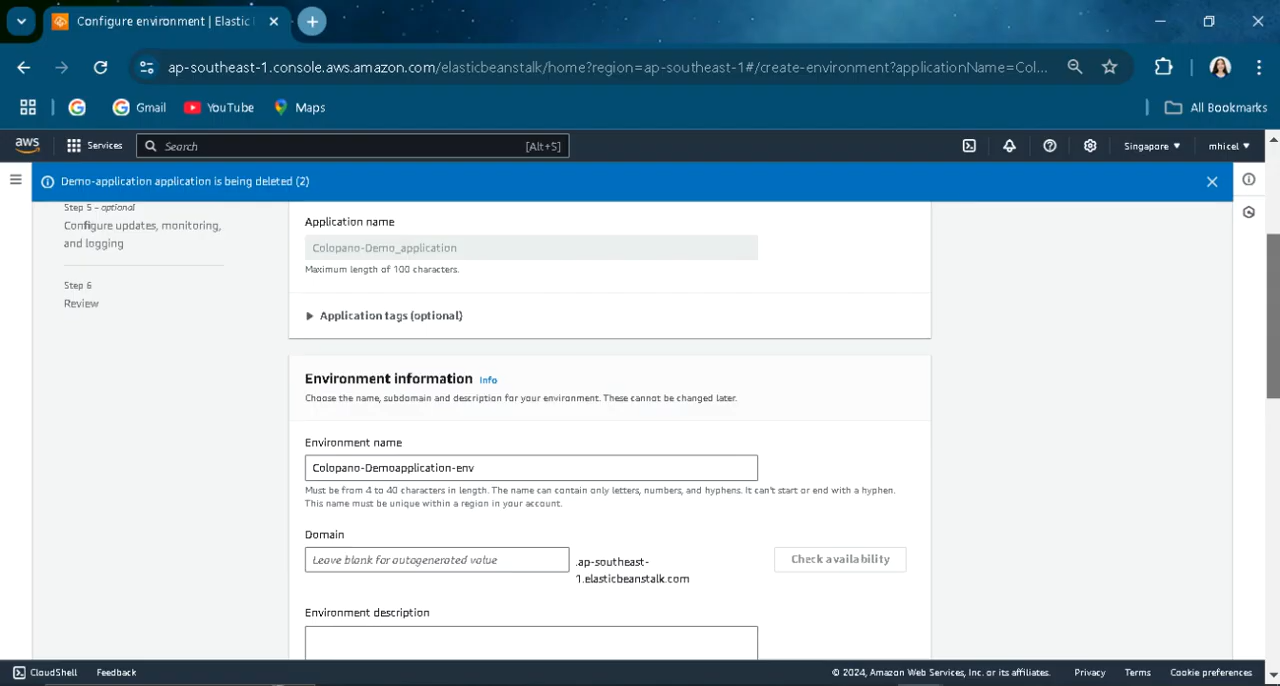 Configure environment | Elastic
ap-southeast-1.console.aws.amazon.com/elasticbeanstalk/home?region=ap-southeast-1#/create-environment?applicationName=Col...
Gmail
YouTube
Maps
All Bookmarks
aws
Services
Search
[Alt+S]
Singapore
mhicel
Demo-application application is being deleted (2)
Step 5 - optional
Configure updates, monitoring,
and logging
Step 6
Review
Application name
Colopano-Demo_application
Maximum length of 100 characters.
Application tags (optional)
Environment information Info
Choose the name, subdomain and description for your environment. These cannot be changed later.
Environment name
Colopano-Demoapplication-env
Must be from 4 to 40 characters in length. The name can contain only letters, numbers, and hyphens. It can't start or end with a hyphen.
This name must be unique within a region in your account.
Domain
Leave blank for autogenerated value
.ap-southeast-
1.elasticbeanstalk.com
Check availability
Environment description
CloudShell
Feedback
© 2024, Amazon Web Services, Inc. or its affiliates.
Privacy
Terms
Cookie preferences